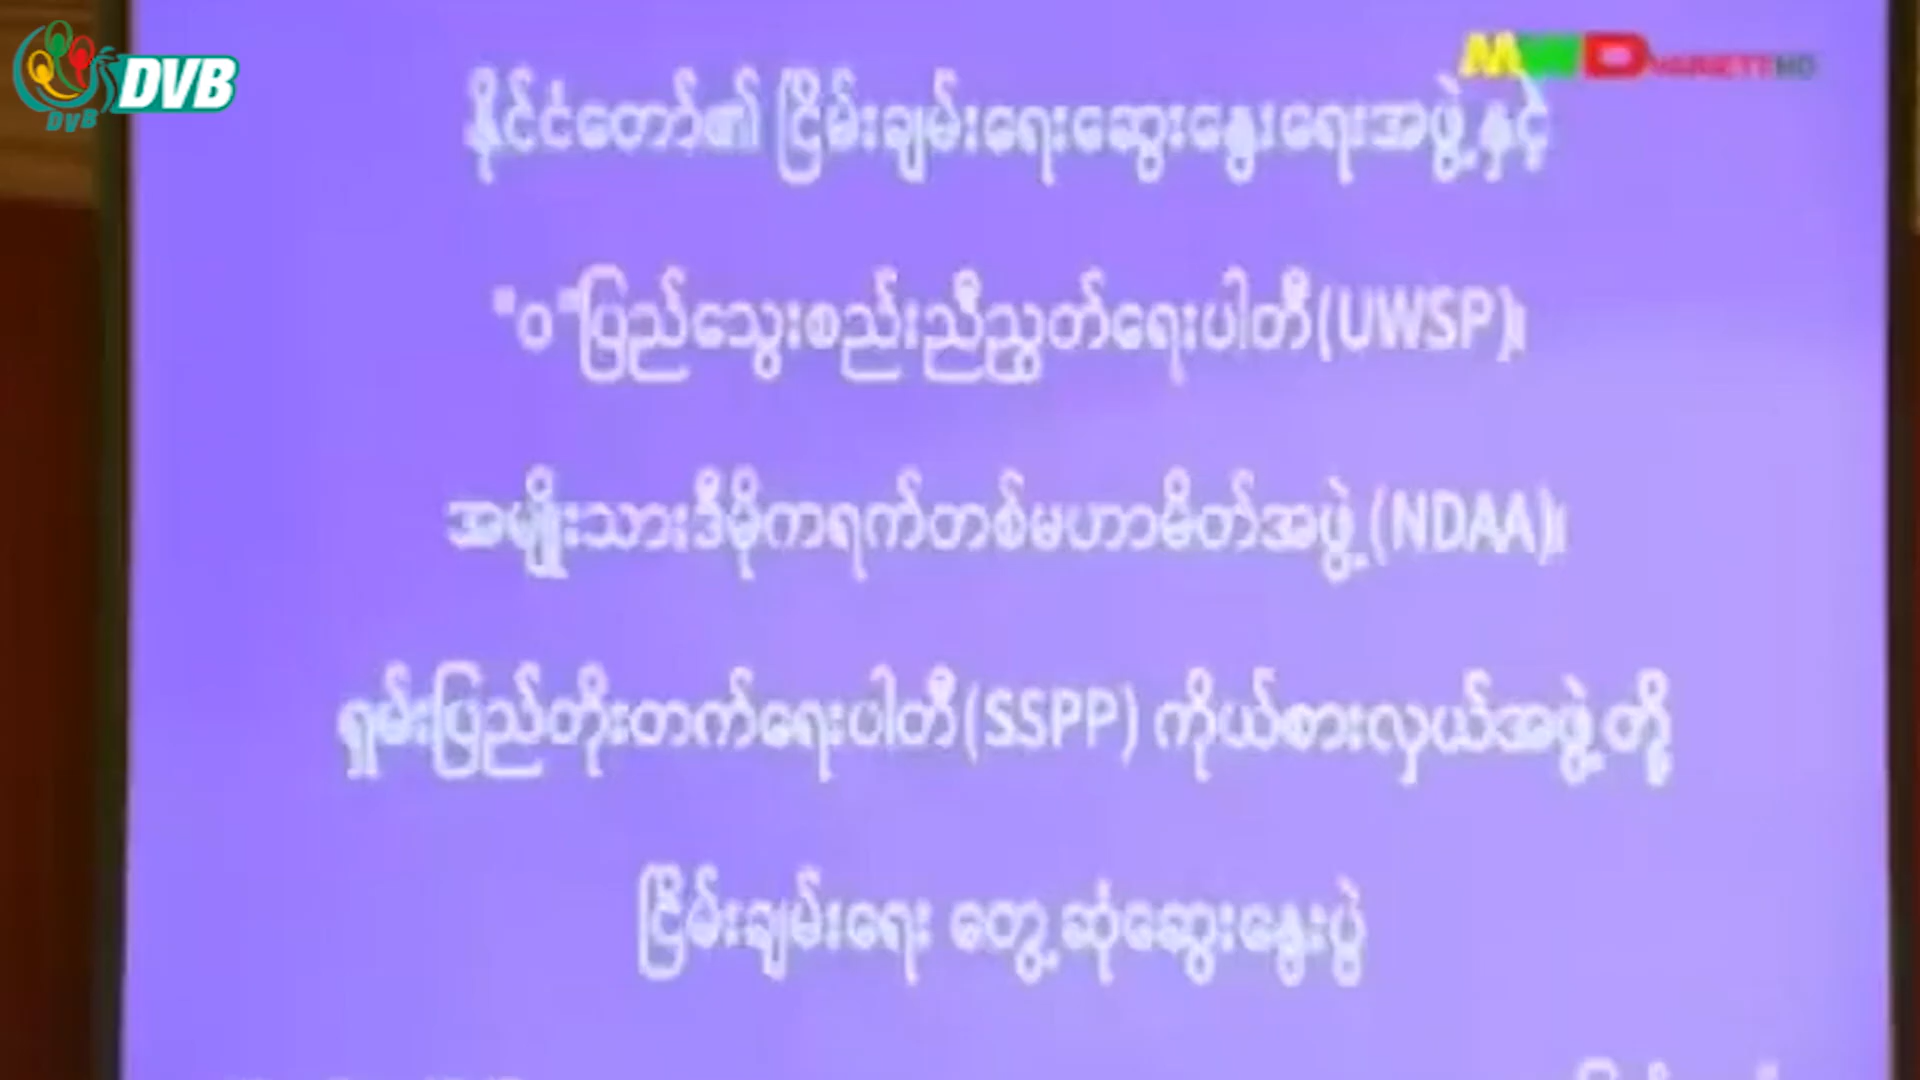 DVB
DVB
နိုင်ငံတော်၏ ငြိမ်းချမ်းရေးဆွေးနွေးရေးအဖွဲ့နှင့်
"ဝ"ပြည်သွေးစည်းညီညွတ်ရေးပါတီ(UWSP)၊
အမျိုးသားဒီမိုကရက်တစ်မဟာမိတ်အဖွဲ့(NDAA)၊
ရှမ်းပြည်တိုးတက်ရေးပါတီ(SSPP) ကိုယ်စားလှယ်အဖွဲ့တို့
ငြိမ်းချမ်းရေး တွေ့ဆုံဆွေးနွေးပွဲ